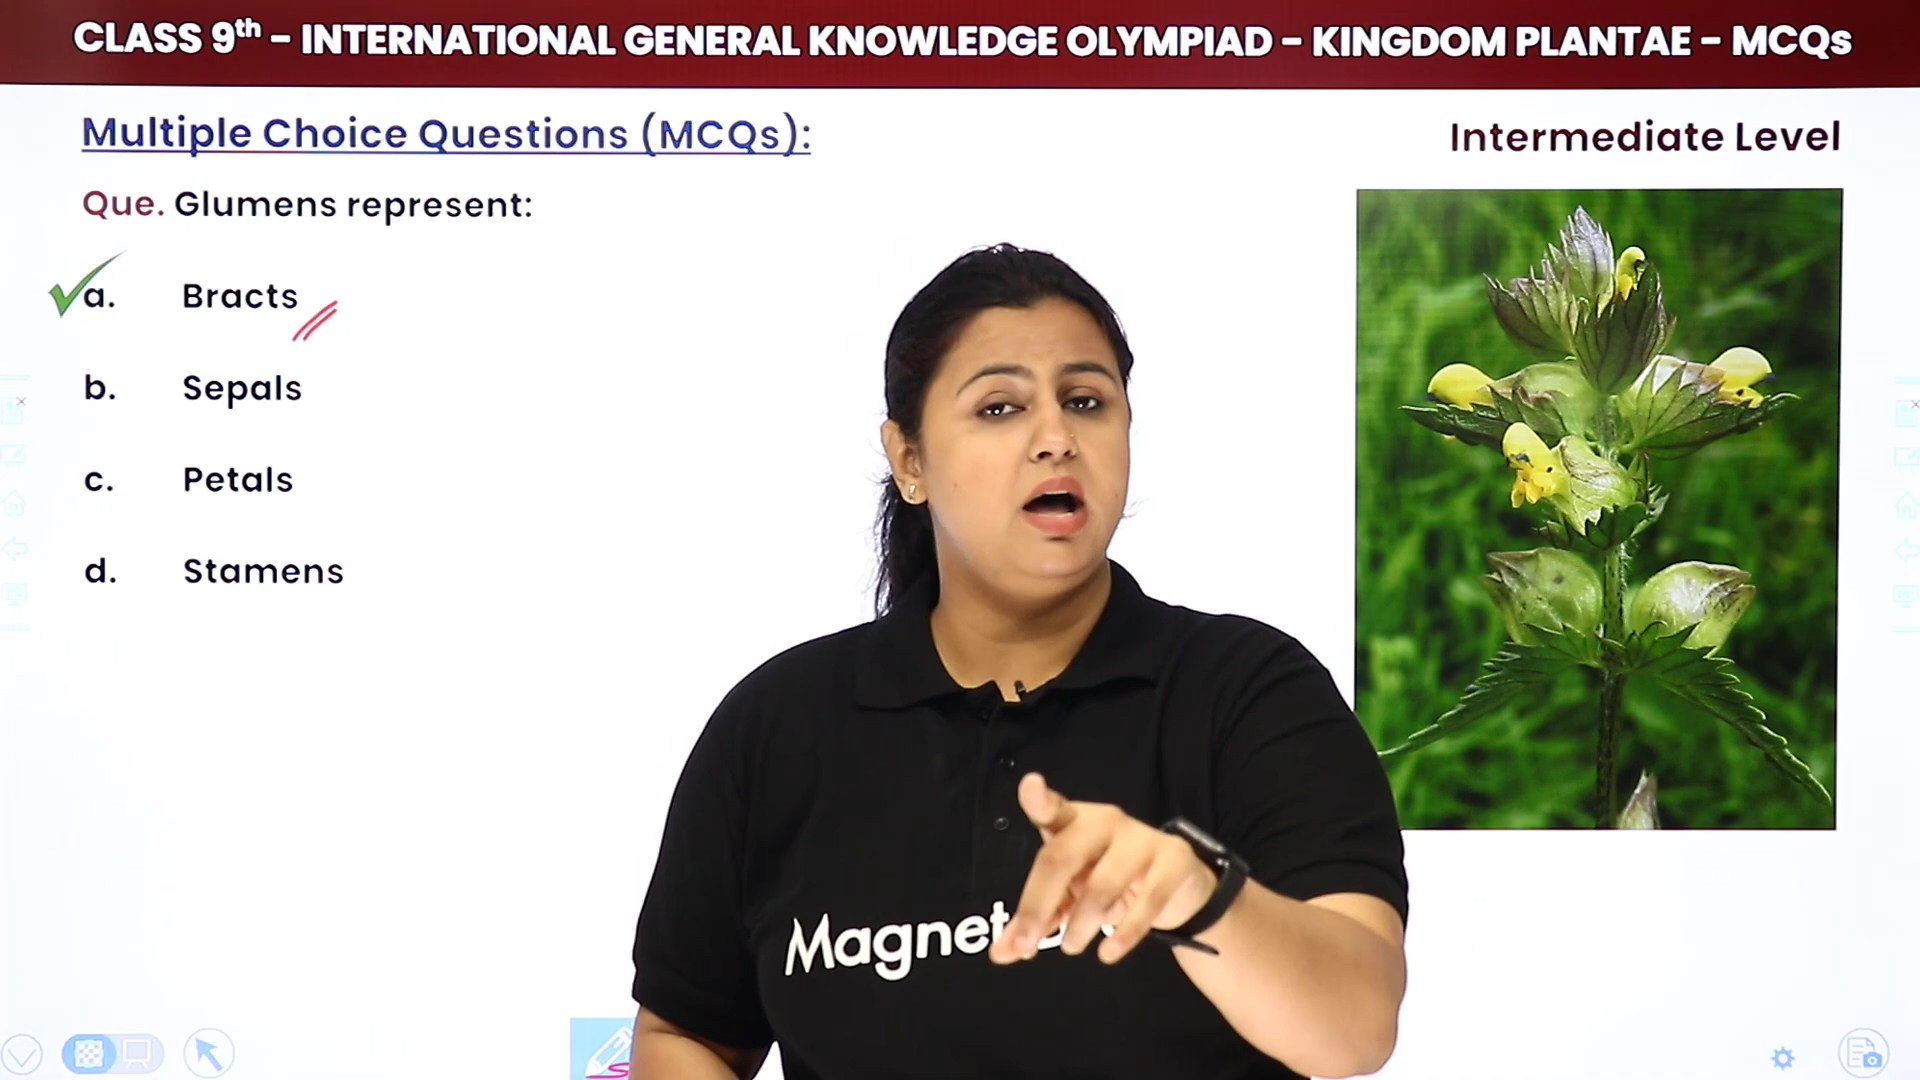 CLASS 9th - INTERNATIONAL GENERAL KNOWLEDGE OLYMPIAD - KINGDOM PLANTAE - MCQs
Multiple Choice Questions (MCQs):
Intermediate Level
Que. Glumens represent:
a. Bracts
b. Sepals
c. Petals
d. Stamens
Magnet